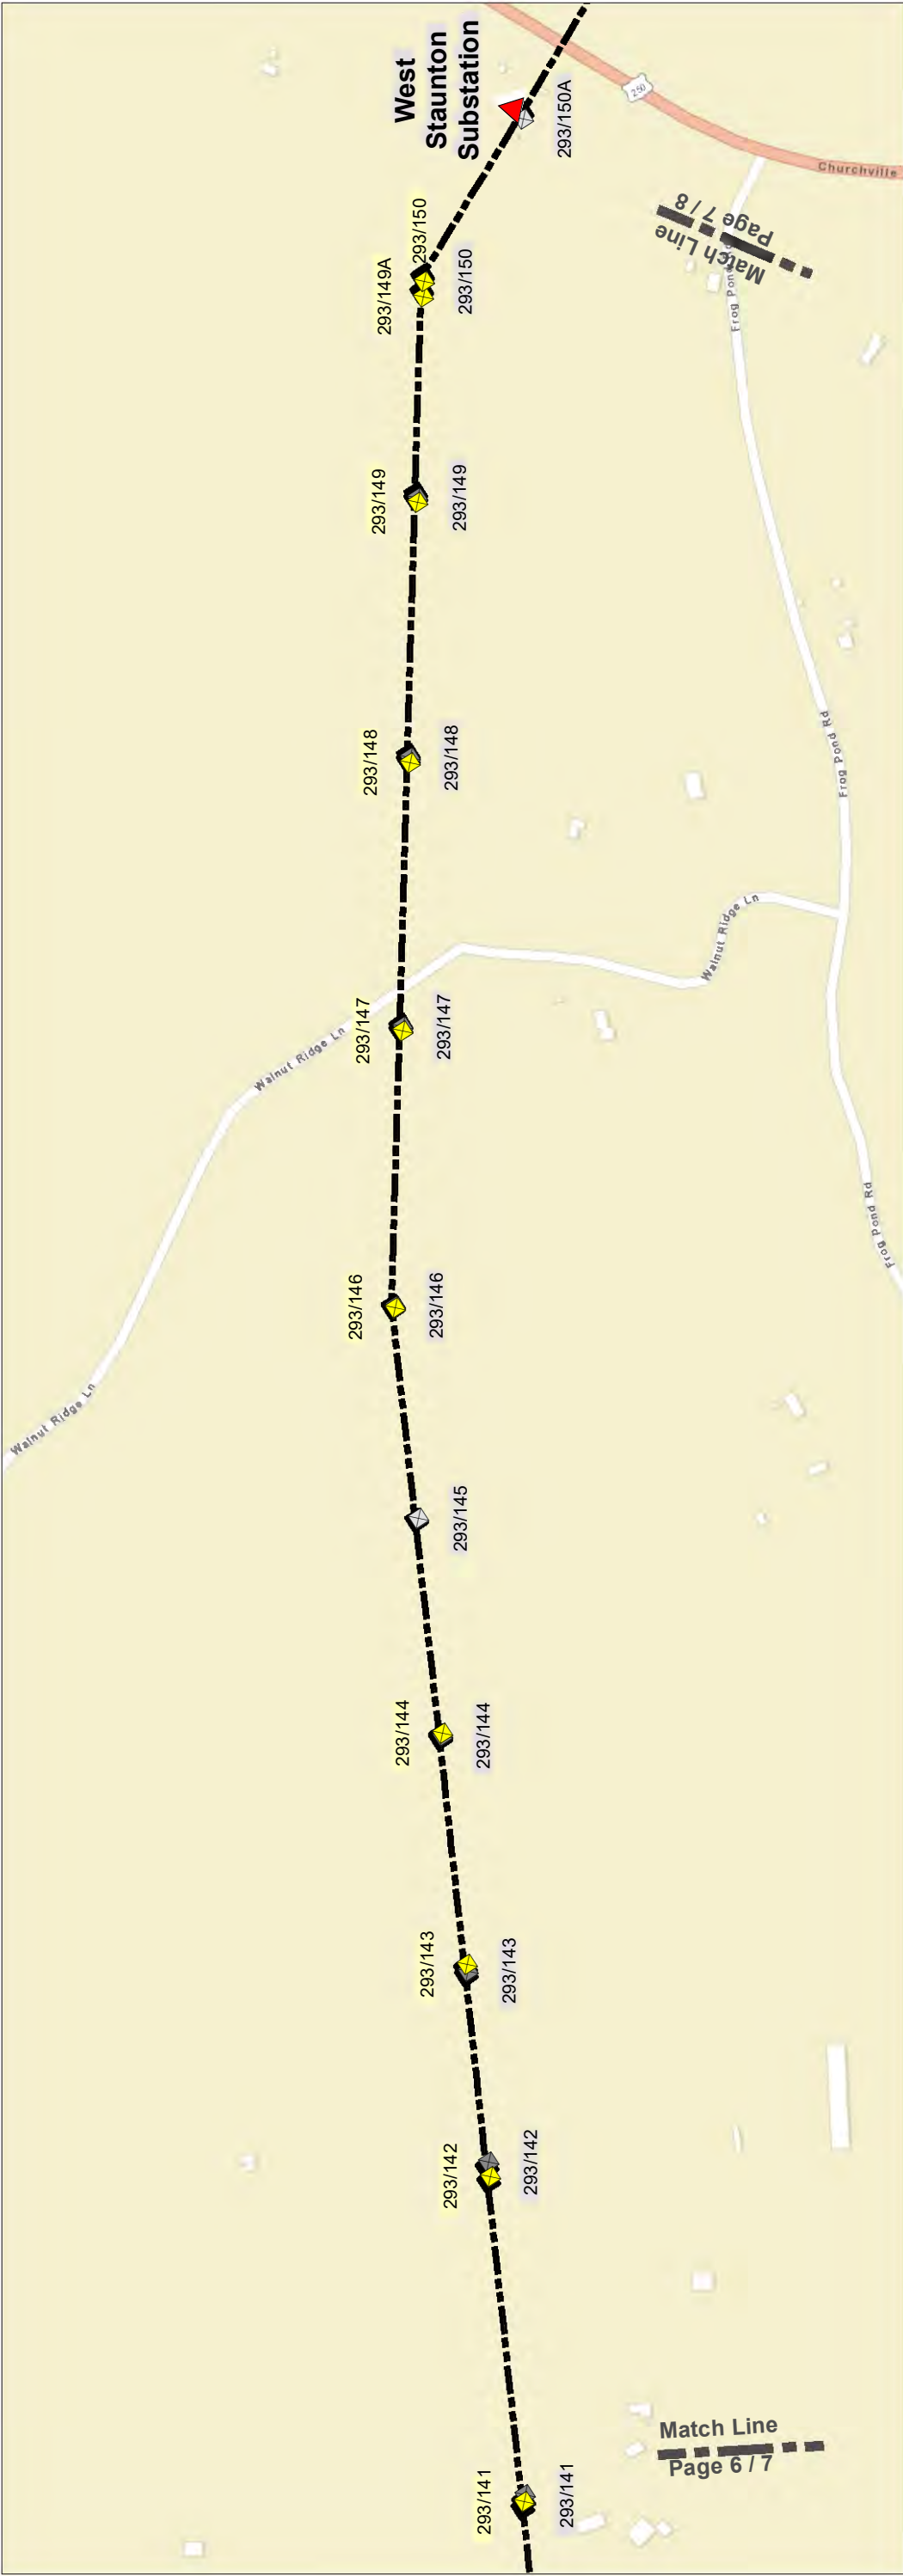 West
Staunton
Substation
293/150A
250
Churchville
Match Line
Page 7 / 8
293/150
293/149A
293/150
Frog Pond
293/149
293/149
293/148
293/148
Frog Pond Rd
Walnut Ridge Ln
293/147
293/147
Walnut Ridge Ln
293/146
293/146
Frog Pond Rd
Walnut Ridge Ln
293/145
293/144
293/144
293/143
293/143
293/142
293/142
Match Line
Page 6 / 7
293/141
293/141